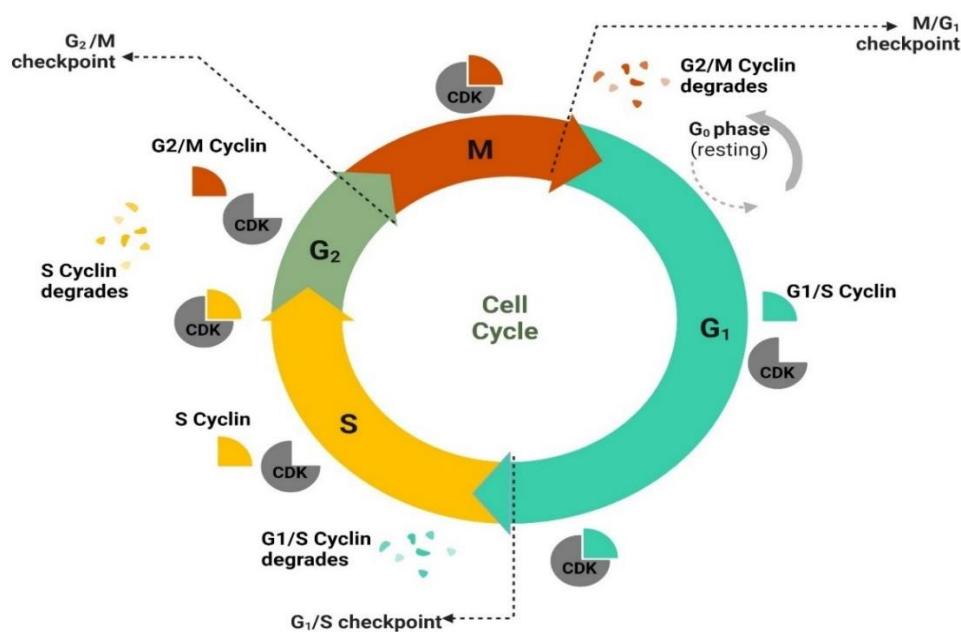 G₂/M
checkpoint
M/G₁
checkpoint
CDK
G2/M Cyclin
degrades
M
G₀ phase
(resting)
G2/M Cyclin
CDK
G₂
S Cyclin
degrades
CDK
Cell
Cycle
G1/S Cyclin
G₁
CDK
S Cyclin
CDK
S
G1/S Cyclin
degrades
CDK
G₁/S checkpoint